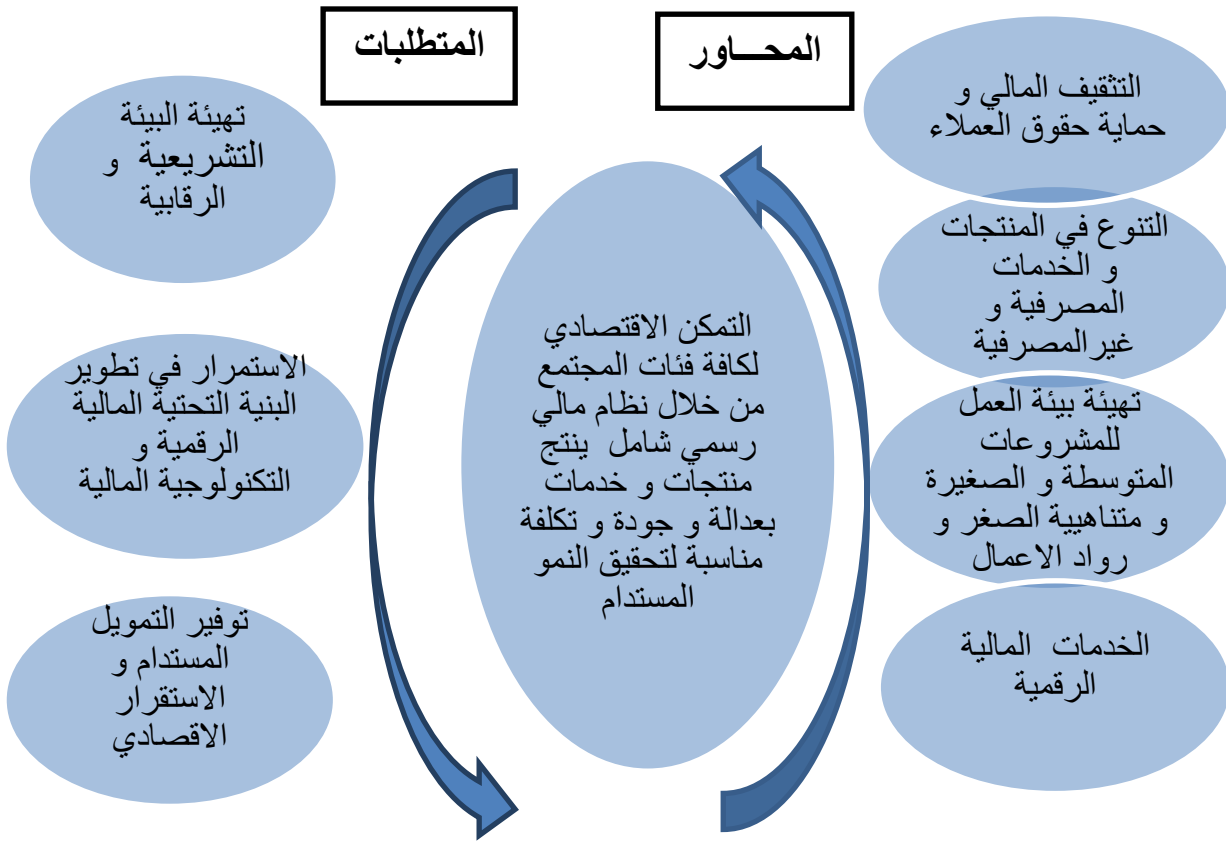 المحـــاور
التثقيف المالي و
حماية حقوق العملاء
التنوع في المنتجات
و الخدمات
المصرفية و
غيرالمصرفية
تهيئة بيئة العمل
للمشروعات
المتوسطة و الصغيرة
و متناهيية الصغر و
رواد الاعمال
الخدمات المالية
الرقمية
التمكن الاقتصادي
لكافة فئات المجتمع
من خلال نظام مالي
رسمي شامل ينتج
منتجات و خدمات
بعدالة و جودة و تكلفة
مناسبة لتحقيق النمو
المستدام
المتطلبات
تهيئة البيئة
التشريعية و
الرقابية
الاستمرار في تطوير
البنية التحتية المالية
الرقمية و
التكنولوجية المالية
توفير التمويل
المستدام و
الاستقرار
الاقصادي